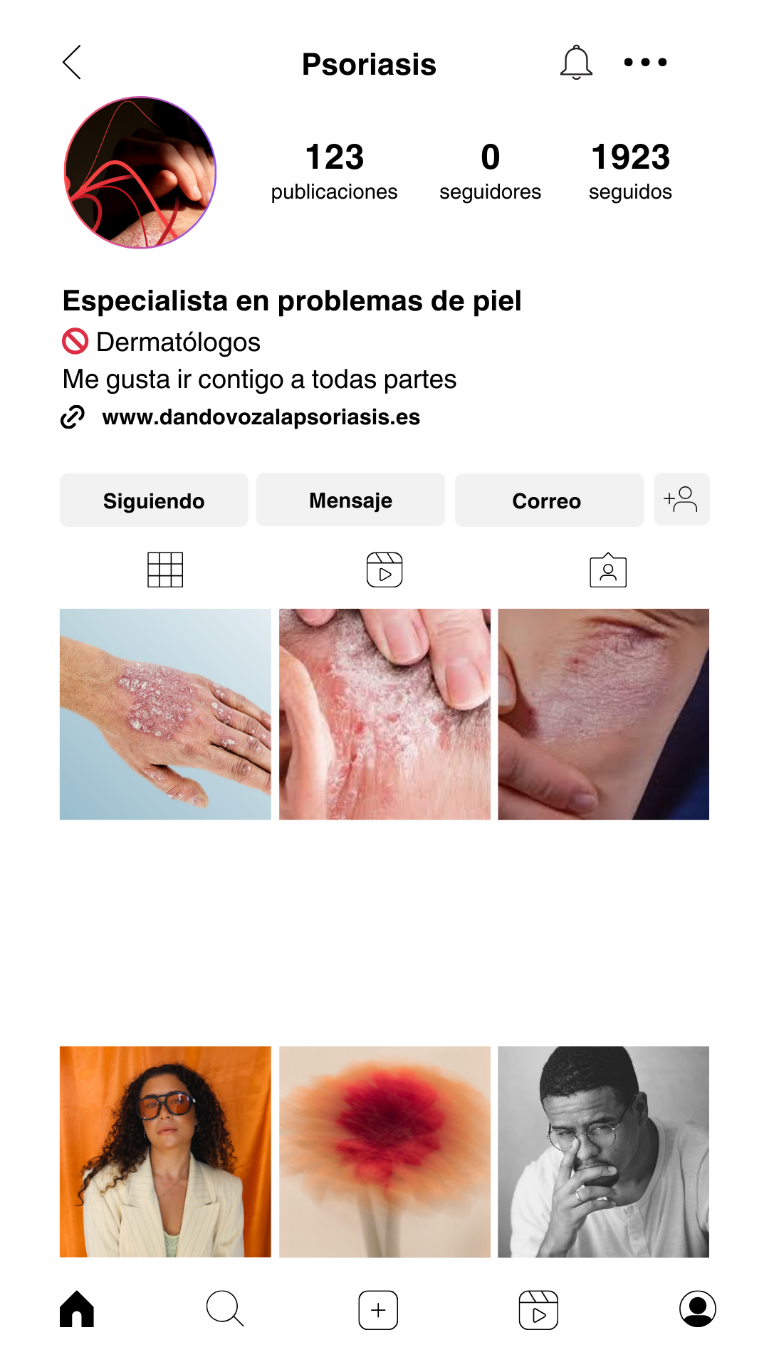 Psoriasis
123
0
1923
publicaciones
seguidores
seguidos
Especialista en problemas de piel
🚫 Dermatólogos
Me gusta ir contigo a todas partes
www.dandovozalapsoriasis.es
Siguiendo
Mensaje
Correo